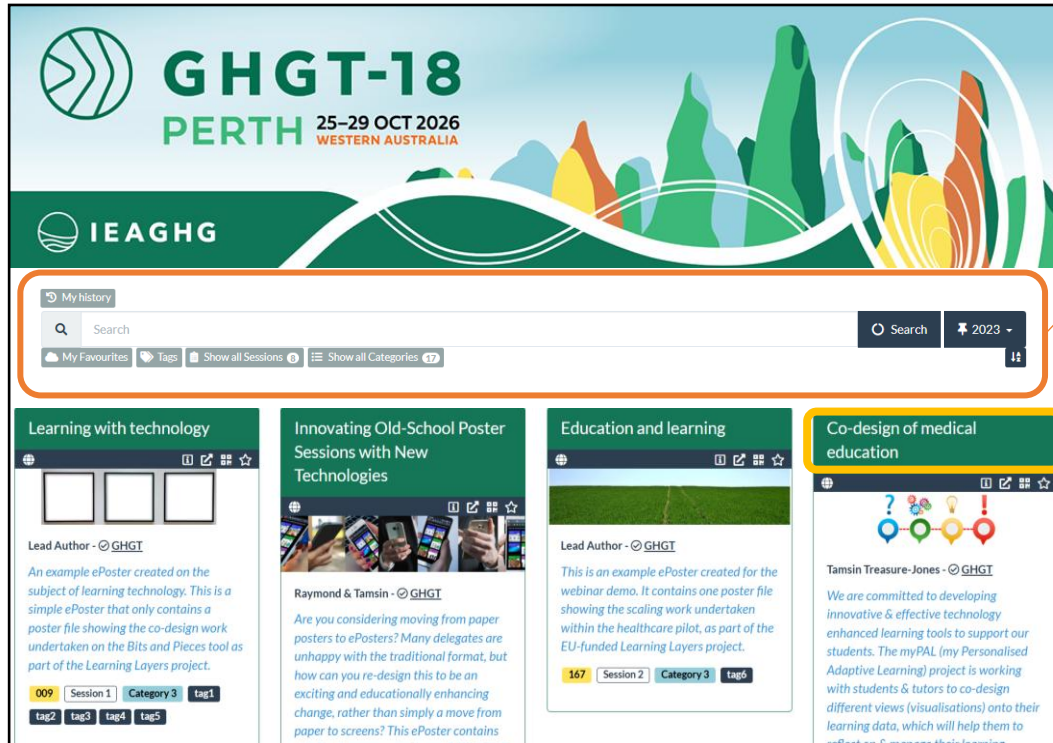 GHGT-18
PERTH 25–29 OCT 2026
WESTERN AUSTRALIA
IEAGHG
My history
Search
Search
2023
My Favourites
Tags
Show all Sessions 8
Show all Categories 17
Learning with technology
Lead Author - GHGT
An example ePoster created on the
subject of learning technology. This is a
simple ePoster that only contains a
poster file showing the co-design work
undertaken on the Bits and Pieces tool as
part of the Learning Layers project.
009 Session 1 Category 3 tag1
tag2 tag3 tag4 tag5
Innovating Old-School Poster
Sessions with New
Technologies
Raymond & Tamsin - GHGT
Are you considering moving from paper
posters to ePosters? Many delegates are
unhappy with the traditional format, but
how can you re-design this to be an
exciting and educationally enhancing
change, rather than simply a move from
paper to screens? This ePoster contains
Education and learning
Lead Author - GHGT
This is an example ePoster created for the
webinar demo. It contains one poster file
showing the scaling work undertaken
within the healthcare pilot, as part of the
EU-funded Learning Layers project.
167 Session 2 Category 3 tag6
Co-design of medical
education
Tamsin Treasure-Jones - GHGT
We are committed to developing
innovative & effective technology
enhanced learning tools to support our
students. The myPAL (my Personalised
Adaptive Learning) project is working
with students & tutors to co-design
different views (visualisations) onto their
learning data, which will help them to
reflect on & manage their learning